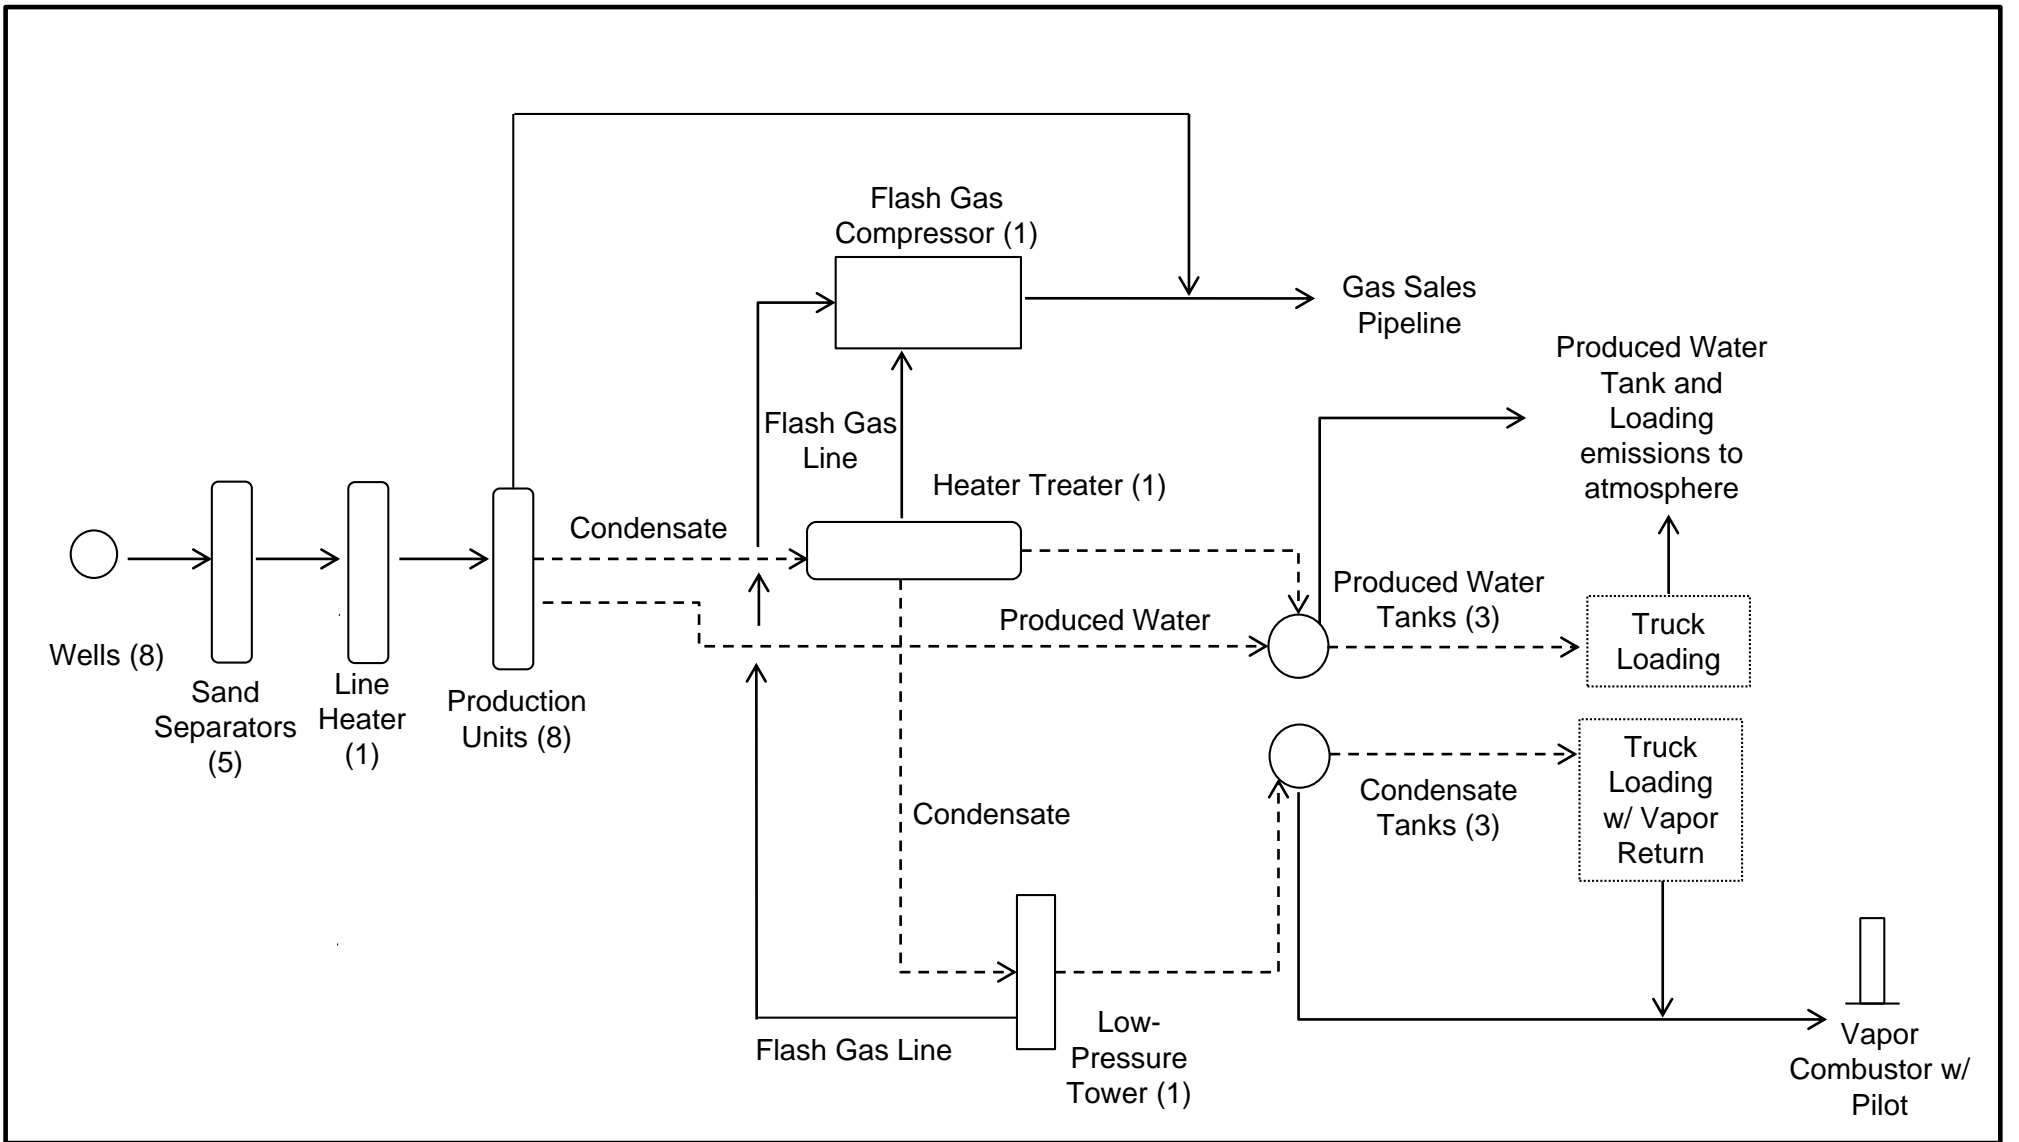 Flash Gas
Compressor (1)
Gas Sales
Pipeline
Produced Water
Tank and
Loading
emissions to
atmosphere
Flash Gas
Line
Heater Treater (1)
Condensate
Produced Water
Tanks (3)
Produced Water
Truck
Loading
Wells (8)
Sand
Separators
(5)
Line
Heater
(1)
Production
Units (8)
Truck
Loading
w/ Vapor
Return
Condensate
Tanks (3)
Condensate
Flash Gas Line
Low-
Pressure
Tower (1)
Vapor
Combustor w/
Pilot